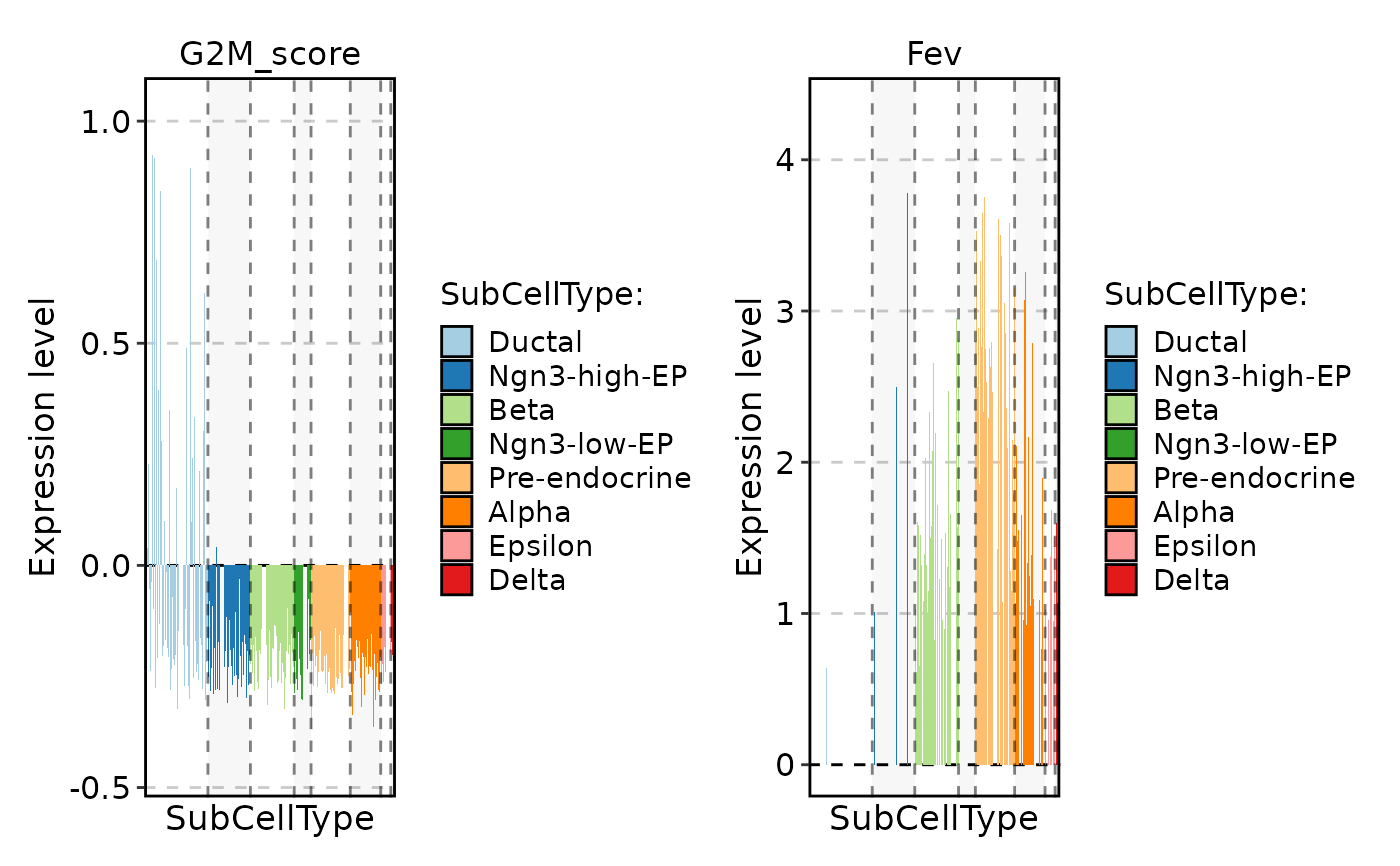 G2M_score
Expression level
1.0
0.5
0.0
-0.5
SubCellType
SubCellType:
Ductal
Ngn3-high-EP
Beta
Ngn3-low-EP
Pre-endocrine
Alpha
Epsilon
Delta
Fev
Expression level
4
3
2
1
0
SubCellType
SubCellType:
Ductal
Ngn3-high-EP
Beta
Ngn3-low-EP
Pre-endocrine
Alpha
Epsilon
Delta